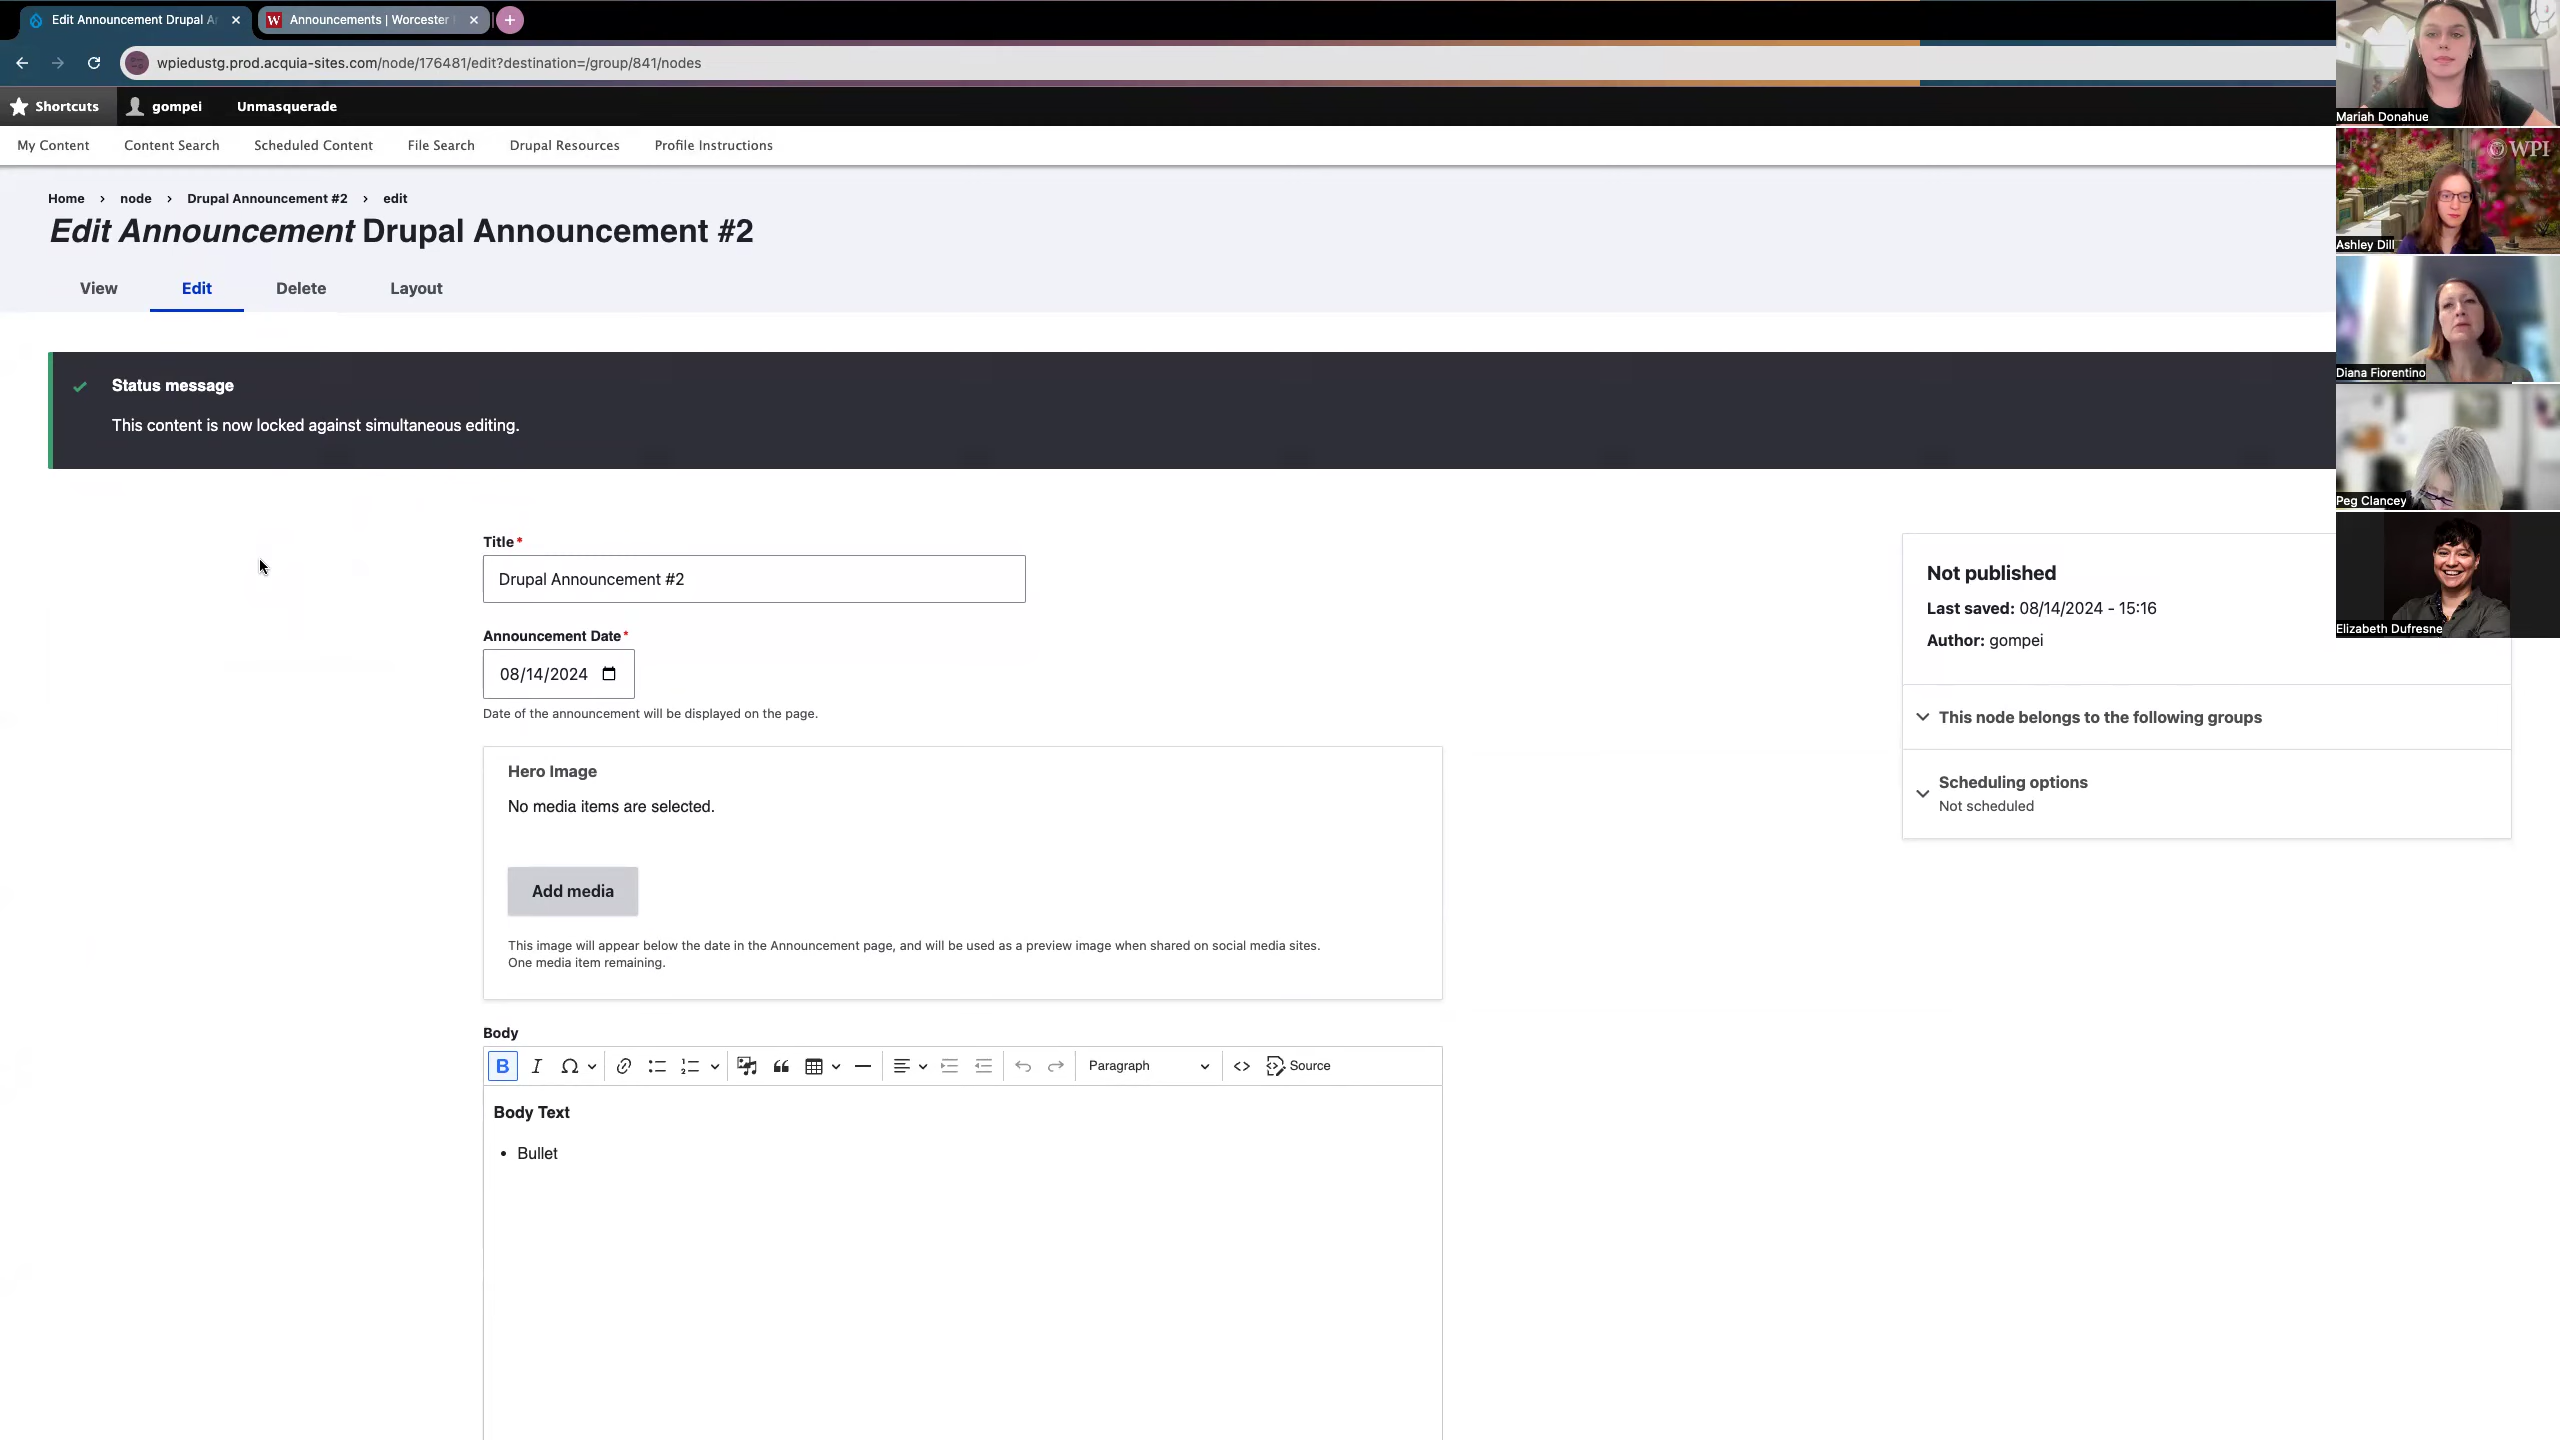 Edit Announcement Drupal A
Announcements | Worcester
wpiedustg.prod.acquia-sites.com/node/176481/edit?destination=/group/841/nodes
Shortcuts gompei Unmasquerade
My Content Content Search Scheduled Content File Search Drupal Resources Profile Instructions
Home › node › Drupal Announcement #2 › edit
Edit Announcement Drupal Announcement #2
View Edit Delete Layout
Status message
This content is now locked against simultaneous editing.
Title*
Drupal Announcement #2
Announcement Date*
08/14/2024
Date of the announcement will be displayed on the page.
Hero Image
No media items are selected.
Add media
This image will appear below the date in the Announcement page, and will be used as a preview image when shared on social media sites.
One media item remaining.
Body
B I Ω Paragraph Source
Body Text
• Bullet
Not published
Last saved: 08/14/2024 - 15:16
Author: gompei
This node belongs to the following groups
Scheduling options
Not scheduled
Mariah Donahue
WPI
Ashley Dill
Diana Fiorentino
Peg Clancey
Elizabeth Dufresne